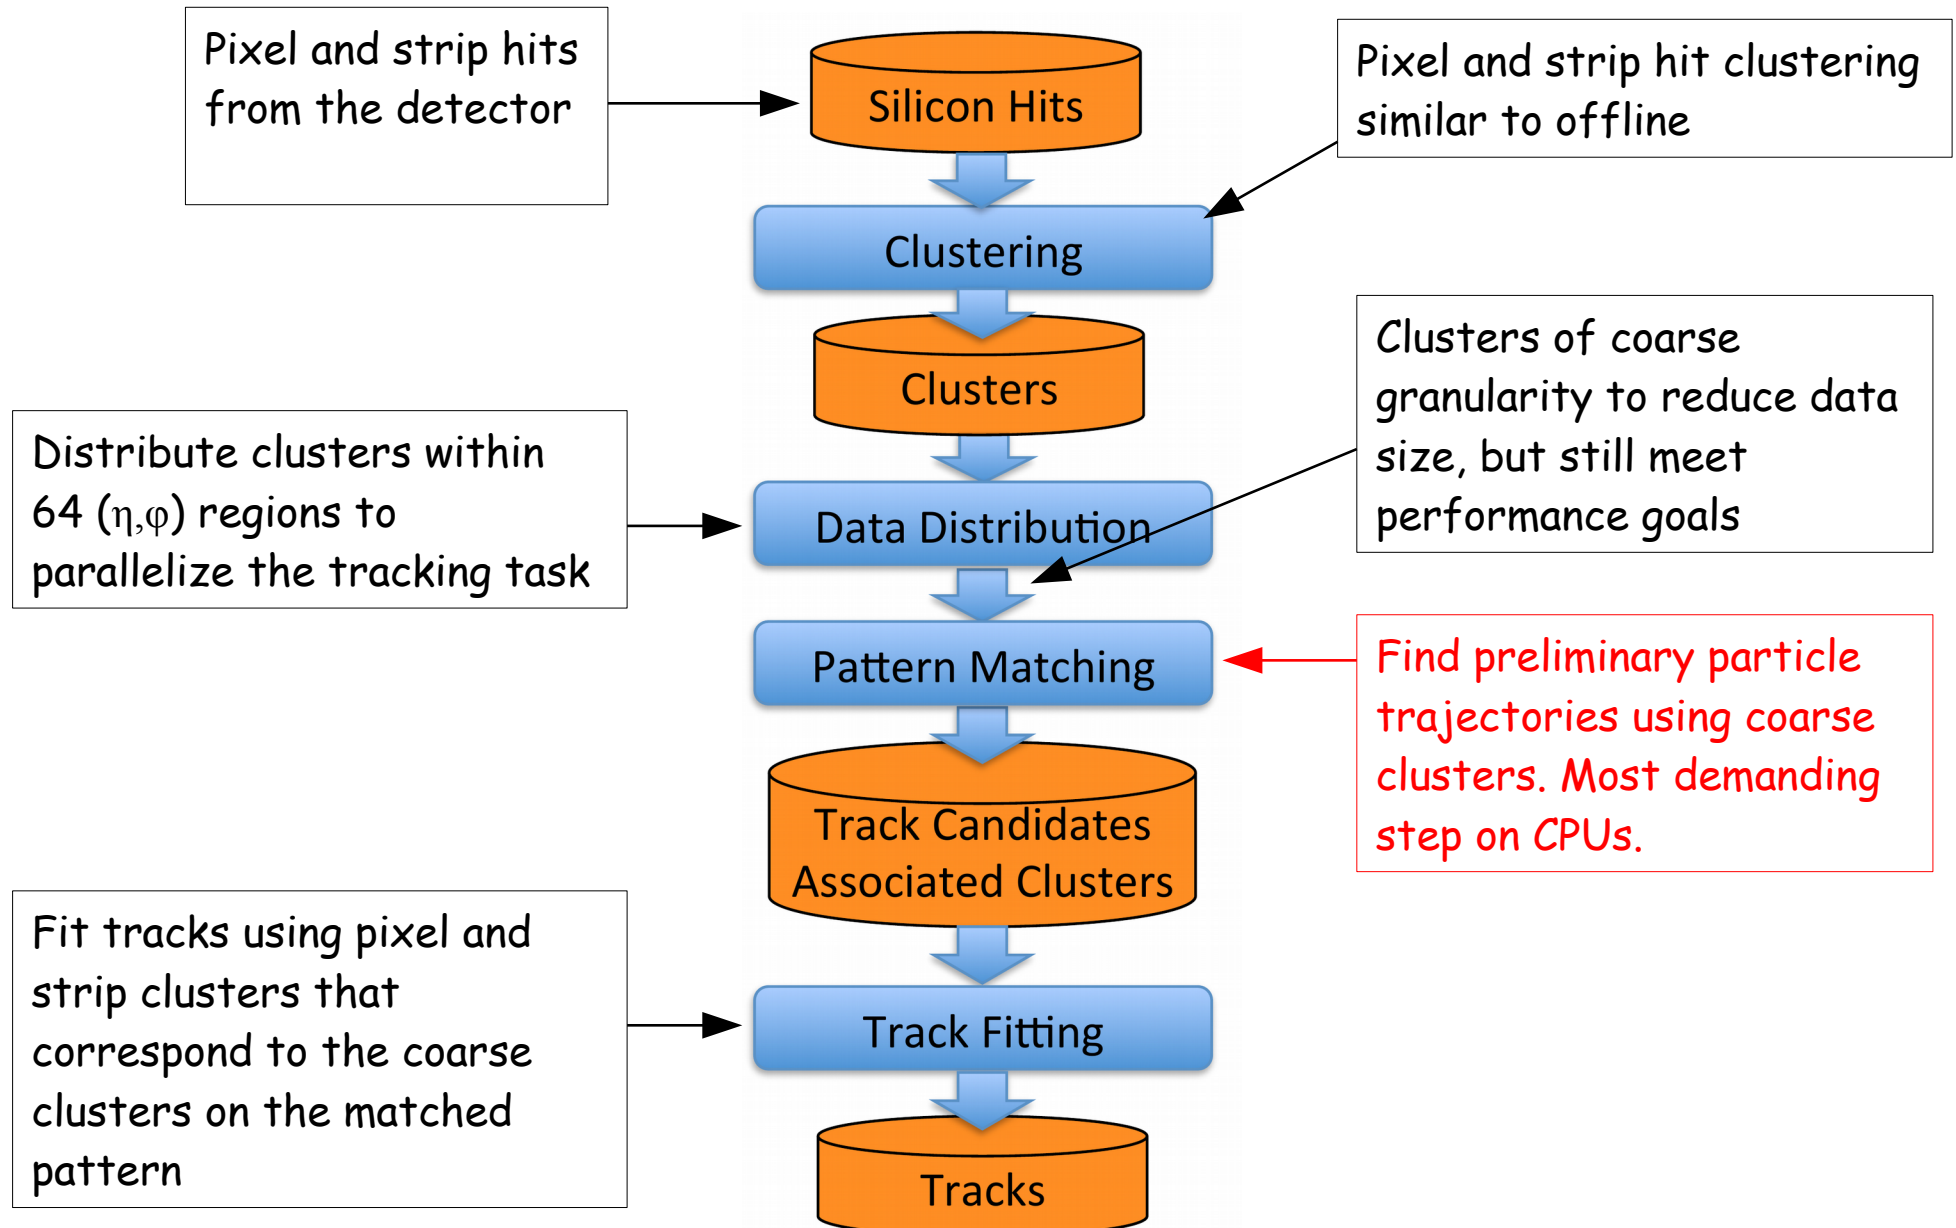 Pixel and strip hits
from the detector
Silicon Hits
Pixel and strip hit clustering
similar to offline
Clustering
Clusters
Clusters of coarse
granularity to reduce data
size, but still meet
performance goals
Distribute clusters within
64 (η,φ) regions to
parallelize the tracking task
Data Distribution
Pattern Matching
Find preliminary particle
trajectories using coarse
clusters. Most demanding
step on CPUs.
Track Candidates
Associated Clusters
Fit tracks using pixel and
strip clusters that
correspond to the coarse
clusters on the matched
pattern
Track Fitting
Tracks